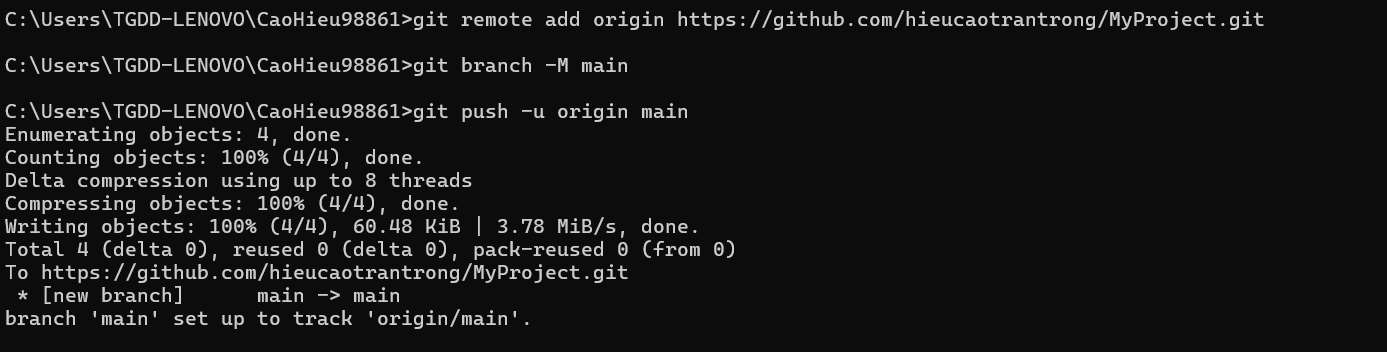 C:\Users\TGDD-LENOVO\CaoHieu98861>git remote add origin https://github.com/hieucaotrantrong/MyProject.git
C:\Users\TGDD-LENOVO\CaoHieu98861>git branch -M main
C:\Users\TGDD-LENOVO\CaoHieu98861>git push -u origin main
Enumerating objects: 4, done.
Counting objects: 100% (4/4), done.
Delta compression using up to 8 threads
Compressing objects: 100% (4/4), done.
Writing objects: 100% (4/4), 60.48 KiB | 3.78 MiB/s, done.
Total 4 (delta 0), reused 0 (delta 0), pack-reused 0 (from 0)
To https://github.com/hieucaotrantrong/MyProject.git
 * [new branch]      main -> main
branch 'main' set up to track 'origin/main'.